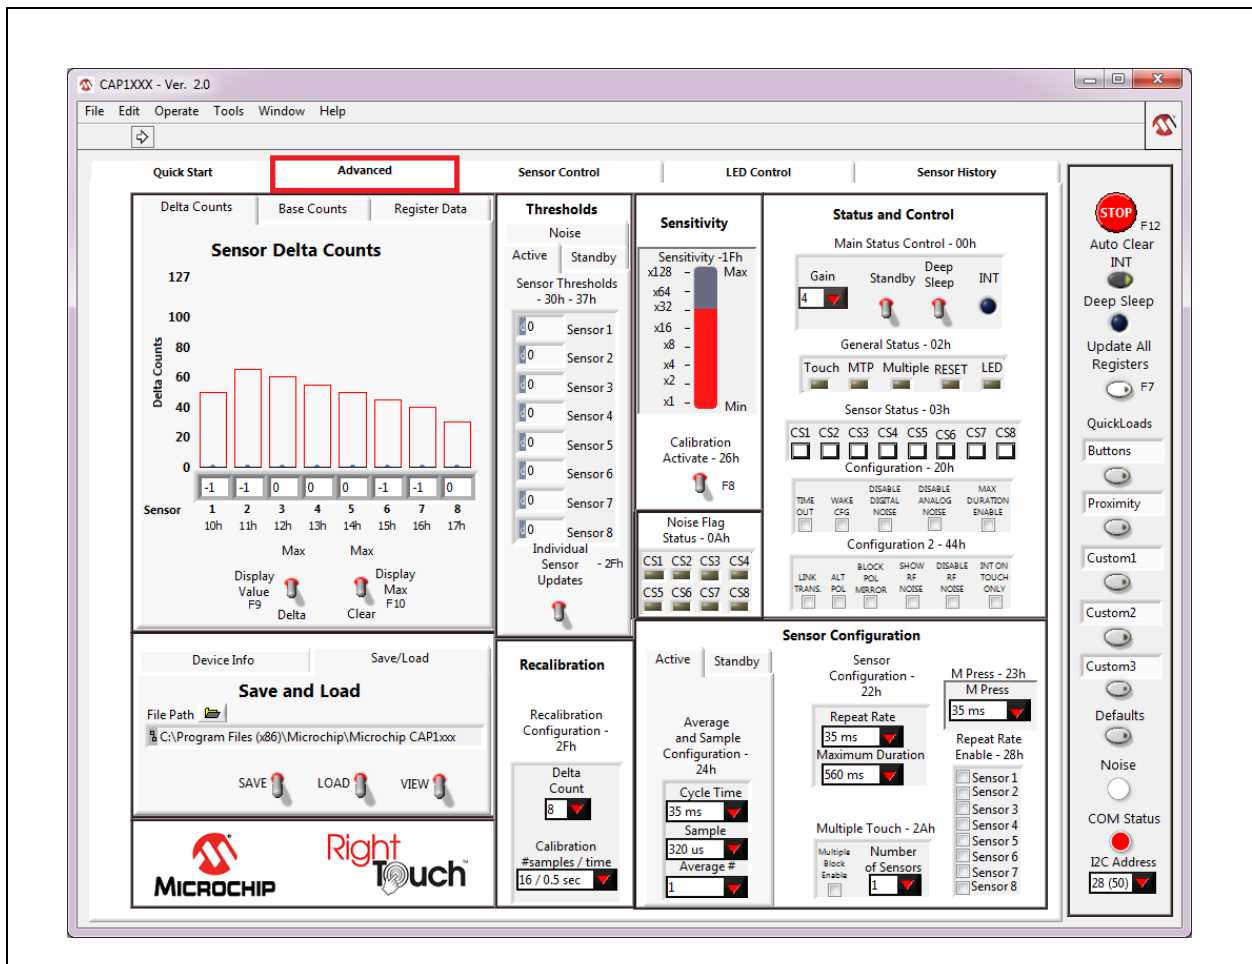 CAP1XXX - Ver. 2.0
File Edit Operate Tools Window Help
Quick Start Advanced Sensor Control LED Control Sensor History
Delta Counts Base Counts Register Data
Sensor Delta Counts
Delta Counts
127
100
80
60
40
20
0
-1 -1 0 0 0 -1 -1 0
Sensor 1 2 3 4 5 6 7 8
10h 11h 12h 13h 14h 15h 16h 17h
Max Max
Display Value F9
Display Max F10
Delta Clear
Thresholds
Noise
Active Standby
Sensor Thresholds
- 30h - 37h
d 0 Sensor 1
d 0 Sensor 2
d 0 Sensor 3
d 0 Sensor 4
d 0 Sensor 5
d 0 Sensor 6
d 0 Sensor 7
d 0 Sensor 8
Individual
Sensor - 2Fh
Updates
Sensitivity
Sensitivity -1Fh
x128 Max
x64
x32
x16
x8
x4
x2
x1 Min
Calibration
Activate - 26h
F8
Noise Flag
Status - 0Ah
CS1 CS2 CS3 CS4
CS5 CS6 CS7 CS8
Status and Control
Main Status Control - 00h
Gain Standby Deep Sleep INT
4
General Status - 02h
Touch MTP Multiple RESET LED
Sensor Status - 03h
CS1 CS2 CS3 CS4 CS5 CS6 CS7 CS8
Configuration - 20h
TIME OUT WAKE CFG DISABLE DIGITAL NOISE DISABLE ANALOG NOISE MAX DURATION ENABLE
Configuration 2 - 44h
LINK TRANS. ALT POL BLOCK POL MIRROR SHOW RF NOISE DISABLE RF NOISE INT ON TOUCH ONLY
Device Info Save/Load
Save and Load
File Path
C:\Program Files (x86)\Microchip\Microchip CAP1xxx
SAVE LOAD VIEW
MICROCHIP
Right Touch
Recalibration
Recalibration
Configuration -
2Fh
Delta
Count
8
Calibration
#samples / time
16 / 0.5 sec
Sensor Configuration
Active Standby
Average
and Sample
Configuration -
24h
Cycle Time
35 ms
Sample
320 us
Average #
1
Sensor
Configuration -
22h
Repeat Rate
35 ms
Maximum Duration
560 ms
Multiple Touch - 2Ah
Multiple Block Enable
Number of Sensors
1
M Press - 23h
M Press
35 ms
Repeat Rate
Enable - 28h
Sensor 1
Sensor 2
Sensor 3
Sensor 4
Sensor 5
Sensor 6
Sensor 7
Sensor 8
STOP F12
Auto Clear
INT
Deep Sleep
Update All
Registers
F7
QuickLoads
Buttons
Proximity
Custom1
Custom2
Custom3
Defaults
Noise
COM Status
I2C Address
28 (50)